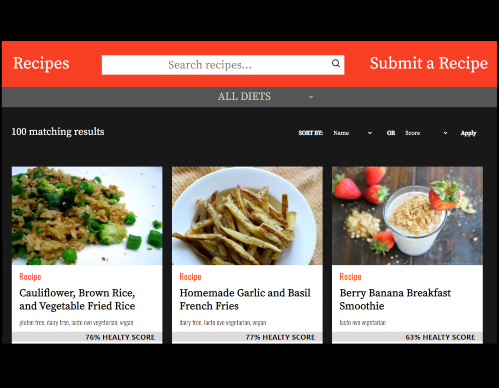 Recipes
Search recipes...
Submit a Recipe
ALL DIETS
100 matching results
SORT BY: Name OR Score Apply
Recipe
Cauliflower, Brown Rice,
and Vegetable Fried Rice
gluten free, dairy free, lacto ovo vegetarian, vegan
76% HEALTY SCORE
Recipe
Homemade Garlic and Basil
French Fries
dairy free, lacto ovo vegetarian, vegan
77% HEALTY SCORE
Recipe
Berry Banana Breakfast
Smoothie
lacto ovo vegetarian
63% HEALTY SCORE